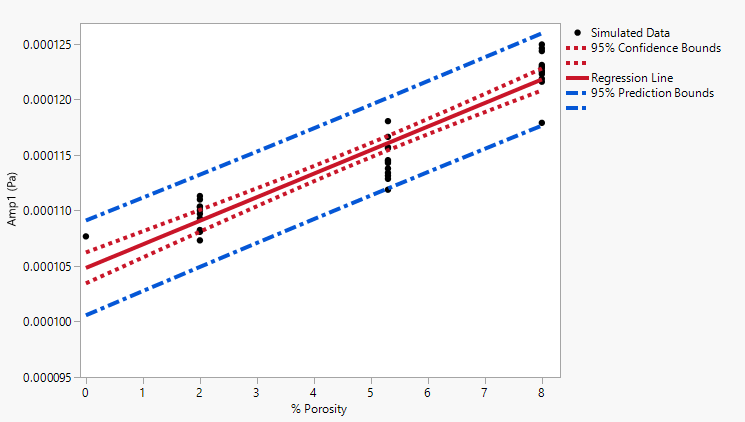 0.000125
0.000120
0.000115
0.000110
0.000105
0.000100
0.000095
Amp1 (Pa)
0 1 2 3 4 5 6 7 8
% Porosity
Simulated Data
95% Confidence Bounds
Regression Line
95% Prediction Bounds